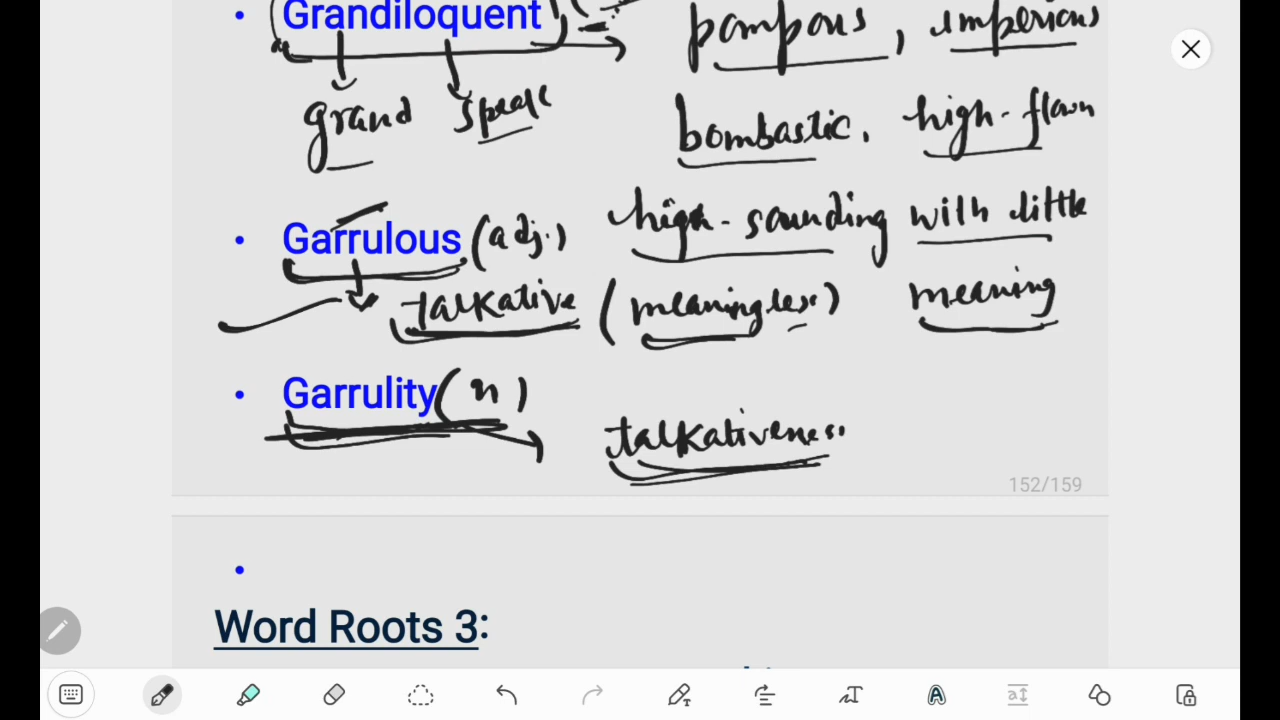 • Grandiloquent
pompous, imperious
grand speak
bombastic. high-flown
• Garrulous (adj.)
high-sounding with little
meaning
talkative (meaningless)
• Garrulity (n)
talkativeness.
152/159
•
Word Roots 3: